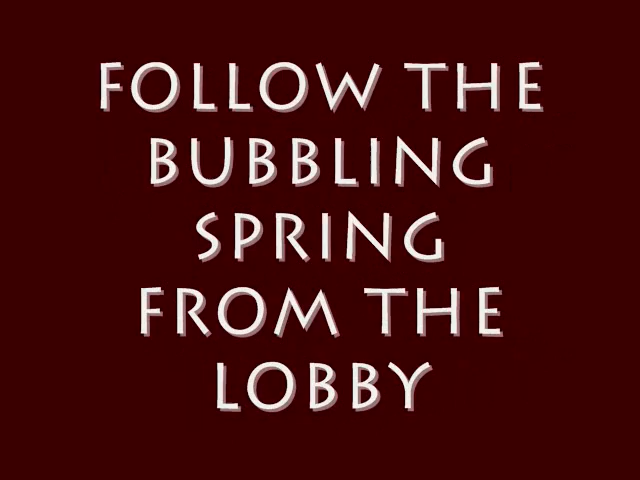 FOLLOW THE
BUBBLING
SPRING
FROM THE
LOBBY